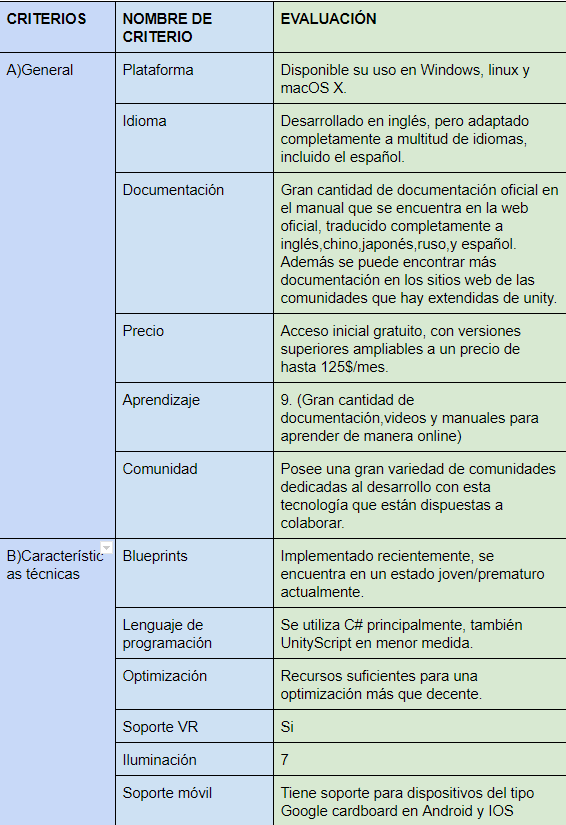 CRITERIOS
NOMBRE DE
CRITERIO
EVALUACIÓN
A)General
Plataforma
Disponible su uso en Windows, linux y
macOS X.
Idioma
Desarrollado en inglés, pero adaptado
completamente a multitud de idiomas,
incluido el español.
Documentación
Gran cantidad de documentación oficial en
el manual que se encuentra en la web
oficial, traducido completamente a
inglés,chino,japonés,ruso,y español.
Además se puede encontrar más
documentación en los sitios web de las
comunidades que hay extendidas de unity.
Precio
Acceso inicial gratuito, con versiones
superiores ampliables a un precio de
hasta 125$/mes.
Aprendizaje
9. (Gran cantidad de
documentación,videos y manuales para
aprender de manera online)
Comunidad
Posee una gran variedad de comunidades
dedicadas al desarrollo con esta
tecnología que están dispuestas a
colaborar.
B)Característic
as técnicas
Blueprints
Implementado recientemente, se
encuentra en un estado joven/prematuro
actualmente.
Lenguaje de
programación
Se utiliza C# principalmente, también
UnityScript en menor medida.
Optimización
Recursos suficientes para una
optimización más que decente.
Soporte VR
Si
Iluminación
7
Soporte móvil
Tiene soporte para dispositivos del tipo
Google cardboard en Android y IOS